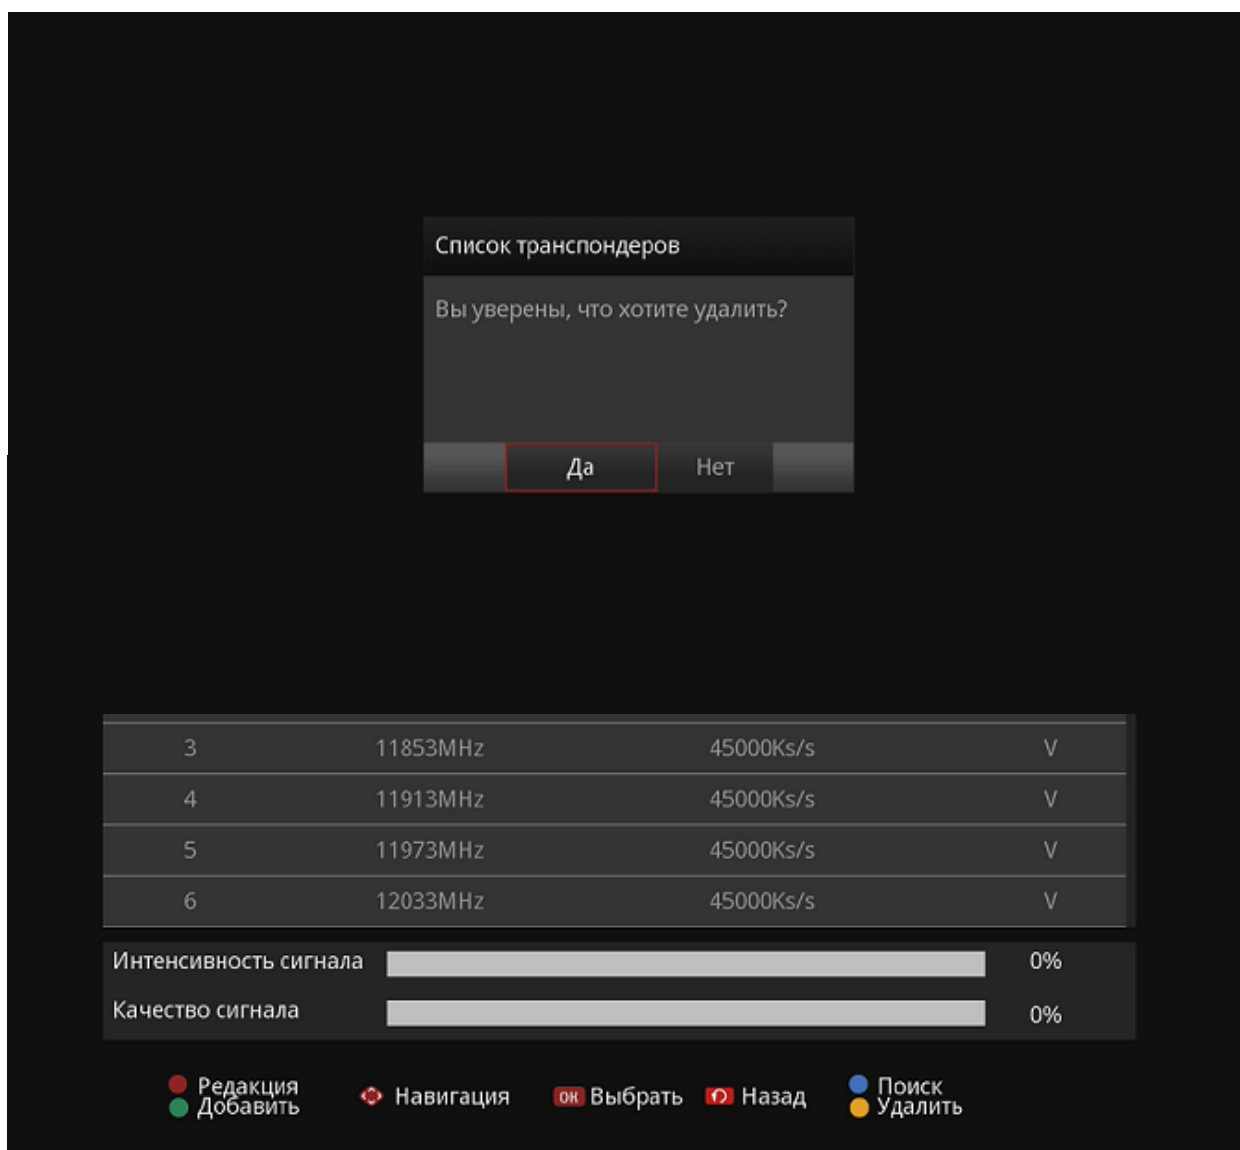 Список транспондеров
Вы уверены, что хотите удалить?
Да Нет
3 11853MHz 45000Ks/s V
4 11913MHz 45000Ks/s V
5 11973MHz 45000Ks/s V
6 12033MHz 45000Ks/s V
Интенсивность сигнала 0%
Качество сигнала 0%
Редакция
Добавить
Навигация
OK Выбрать
Назад
Поиск
Удалить